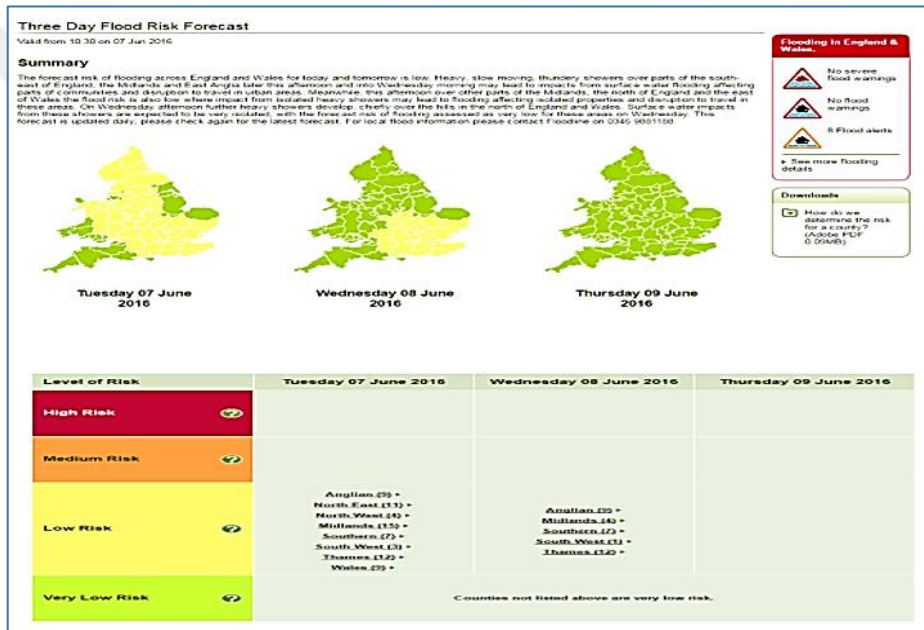 Three Day Flood Risk Forecast
Valid from 18:38 on 07 Jun 2016
Summary
The forecast risk of flooding across England and Wales for today and tomorrow is low. Heavy, slow moving, thundery showers over parts of the south-
east of England, the Midlands and East Anglia later this afternoon and into Wednesday morning may lead to impacts from surface water flooding affecting
parts of communities and disruption to travel in urban areas. Meanwhile, this afternoon over other parts of the Midlands, the north of England and the east
of Wales the flood risk is also low where impact from isolated heavy showers may lead to flooding affecting isolated properties and disruption to travel in
these areas. On Wednesday afternoon further heavy showers develop, chiefly over the hills in the north of England and Wales. Surface water impacts
from these showers are expected to be very isolated, with the forecast risk of flooding assessed as very low for these areas on Wednesday. This
forecast is updated daily, please check again for the latest forecast. For local flood information please contact Floodline on 0345 9881188.
Flooding in England &
Wales.
No severe
flood warnings
No flood
warnings
8 Flood alerts
See more flooding
details
Downloads
How do we
determine the risk
for a county?
(Adobe PDF
0.09MB)
Tuesday 07 June
2016
Wednesday 08 June
2016
Thursday 09 June
2016
Level of Risk Tuesday 07 June 2016 Wednesday 08 June 2016 Thursday 09 June 2016
High Risk
Medium Risk
Low Risk
Anglian (9)
North East (11)
North West (4)
Midlands (15)
Southern (7)
South West (3)
Thames (12)
Wales (9)
Anglian (9)
Midlands (4)
Southern (7)
South West (1)
Thames (12)
Very Low Risk
Counties not listed above are very low risk.